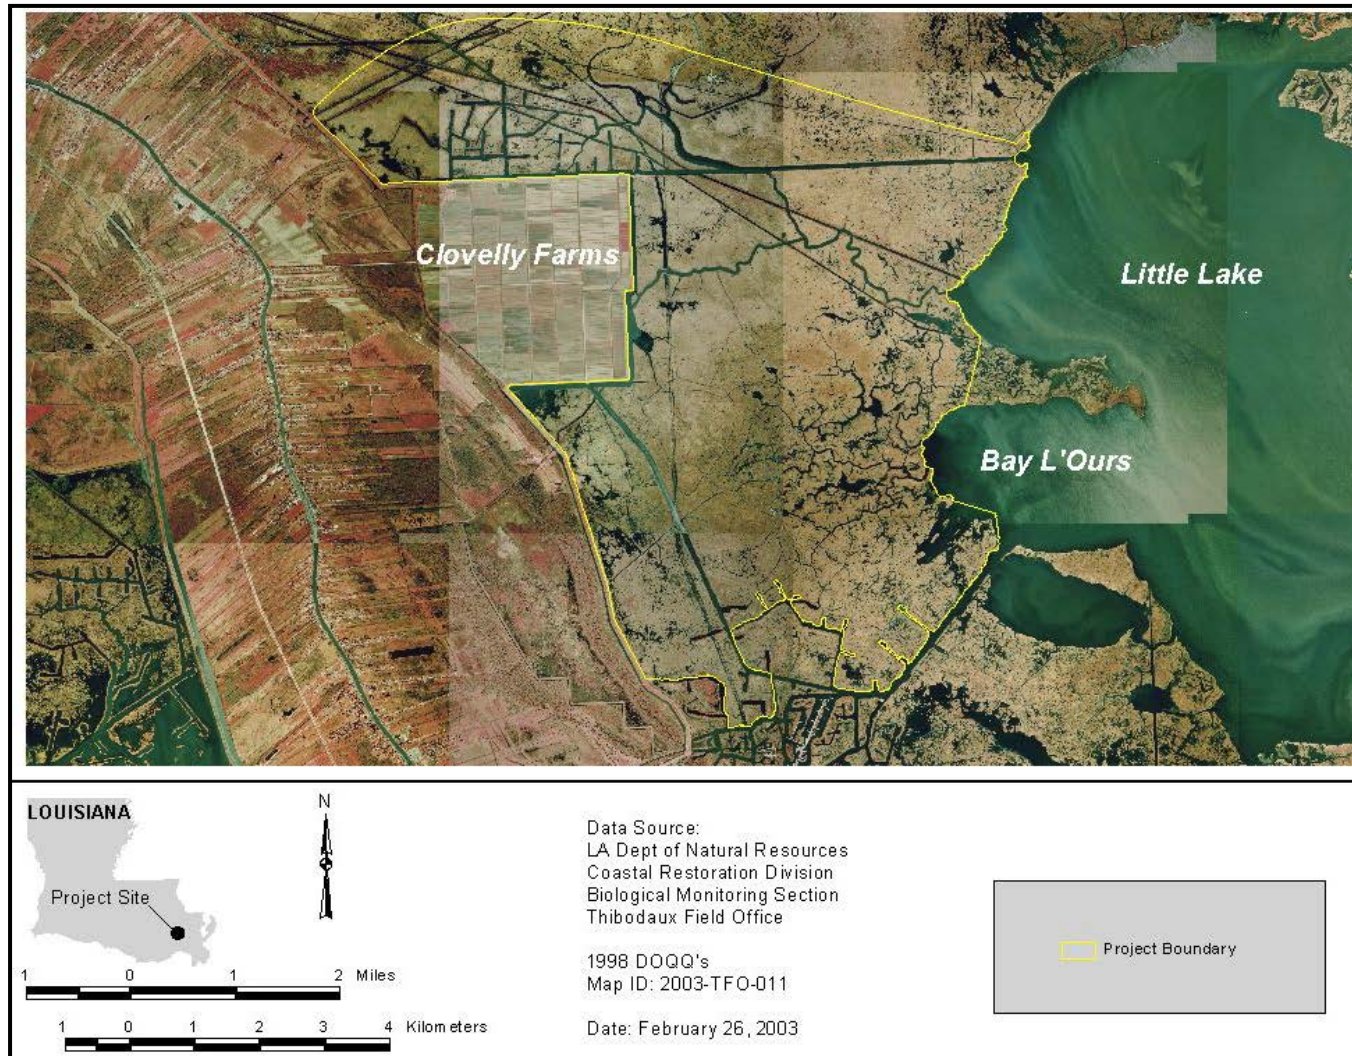 Clovelly Farms
Little Lake
Bay L'Ours
LOUISIANA
Project Site
N
1 0 1 2 Miles
1 0 1 2 3 4 Kilometers
Data Source:
LA Dept of Natural Resources
Coastal Restoration Division
Biological Monitoring Section
Thibodaux Field Office
1998 DOQQ's
Map ID: 2003-TFO-011
Date: February 26, 2003
Project Boundary